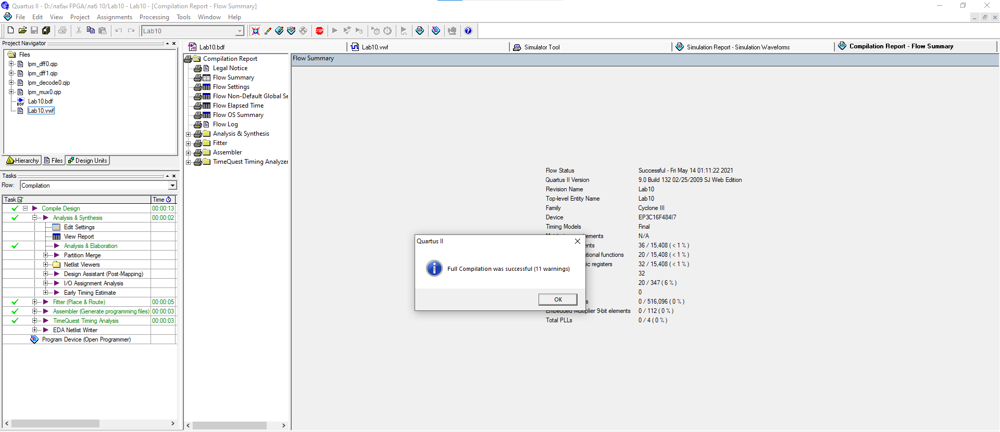 Quartus II - D:/лабы FPGA/лаб 10/Lab10 - Lab10 - [Compilation Report - Flow Summary]
File Edit View Project Assignments Processing Tools Window Help
Lab10
STOP
Project Navigator
Files
lpm_dff0.qip
lpm_dff1.qip
lpm_decode0.qip
lpm_mux0.qip
Lab10.bdf
Lab10.vwf
Hierarchy Files Design Units
Tasks
Flow: Compilation
Task Time
Compile Design 00:00:13
Analysis & Synthesis 00:00:02
Edit Settings
View Report
Analysis & Elaboration
Partition Merge
Netlist Viewers
Design Assistant (Post-Mapping)
I/O Assignment Analysis
Early Timing Estimate
Fitter (Place & Route) 00:00:05
Assembler (Generate programming files) 00:00:03
TimeQuest Timing Analysis 00:00:03
EDA Netlist Writer
Program Device (Open Programmer)
Lab10.bdf Lab10.vwf Simulator Tool Simulation Report - Simulation Waveforms Compilation Report - Flow Summary
Compilation Report
Legal Notice
Flow Summary
Flow Settings
Flow Non-Default Global Se
Flow Elapsed Time
Flow OS Summary
Flow Log
Analysis & Synthesis
Fitter
Assembler
TimeQuest Timing Analyzer
Flow Summary
Flow Status Successful - Fri May 14 01:11:22 2021
Quartus II Version 9.0 Build 132 02/25/2009 SJ Web Edition
Revision Name Lab10
Top-level Entity Name Lab10
Family Cyclone III
Device EP3C16F484I7
Timing Models Final
ements N/A
ents 36 / 15,408 ( < 1 % )
ational functions 20 / 15,408 ( < 1 % )
ic registers 32 / 15,408 ( < 1 % )
32
20 / 347 ( 6 % )
0
s 0 / 516,096 ( 0 % )
Embedded Multiplier 9-bit elements 0 / 112 ( 0 % )
Total PLLs 0 / 4 ( 0 % )
Quartus II
Full Compilation was successful (11 warnings)
OK